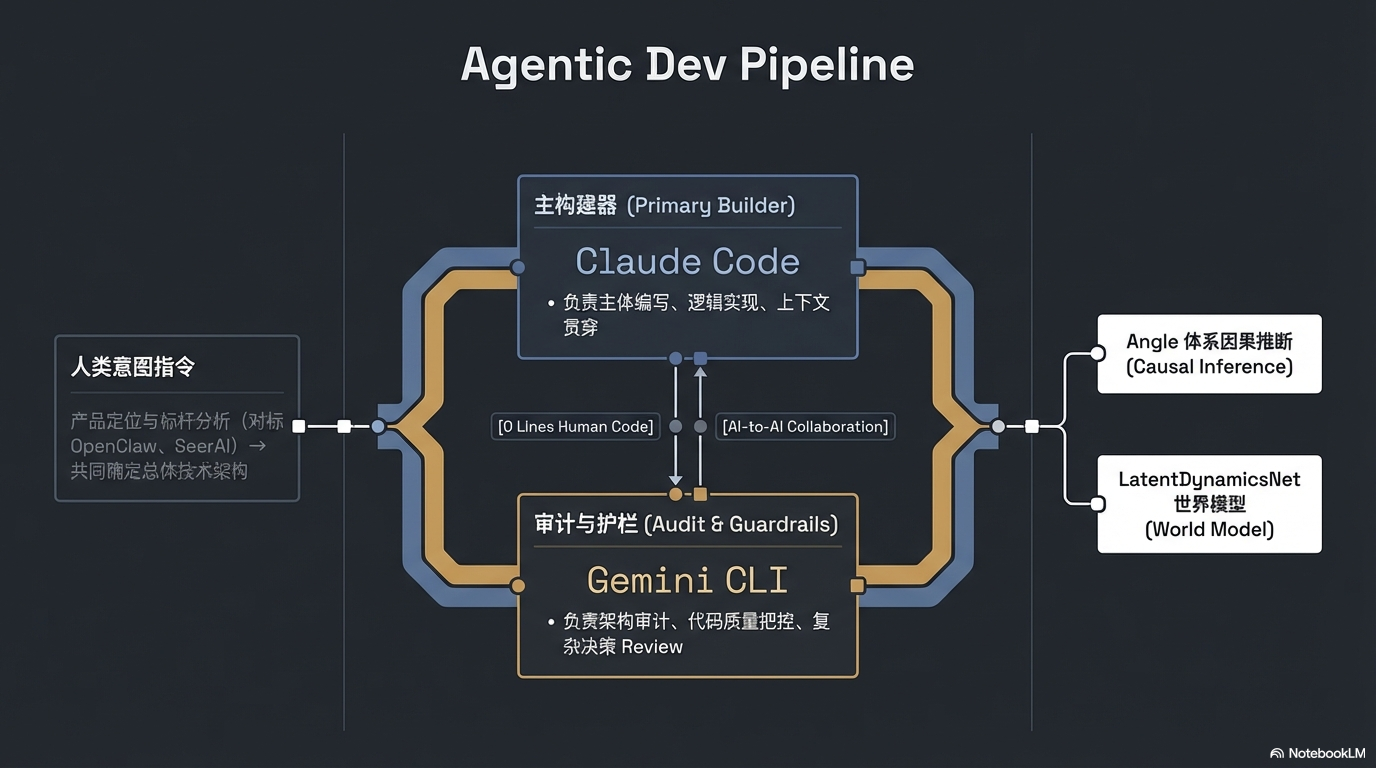 Agentic Dev Pipeline
人类意图指令
产品定位与标杆分析（对标
OpenClaw、SeerAI）→
共同确定总体技术架构
主构建器 (Primary Builder)
Claude Code
• 负责主体编写、逻辑实现、上下文
贯穿
[0 Lines Human Code]
[AI-to-AI Collaboration]
审计与护栏 (Audit & Guardrails)
Gemini CLI
• 负责架构审计、代码质量把控、复
杂决策 Review
Angle 体系因果推断
(Causal Inference)
LatentDynamicsNet
世界模型
(World Model)
NotebookLM